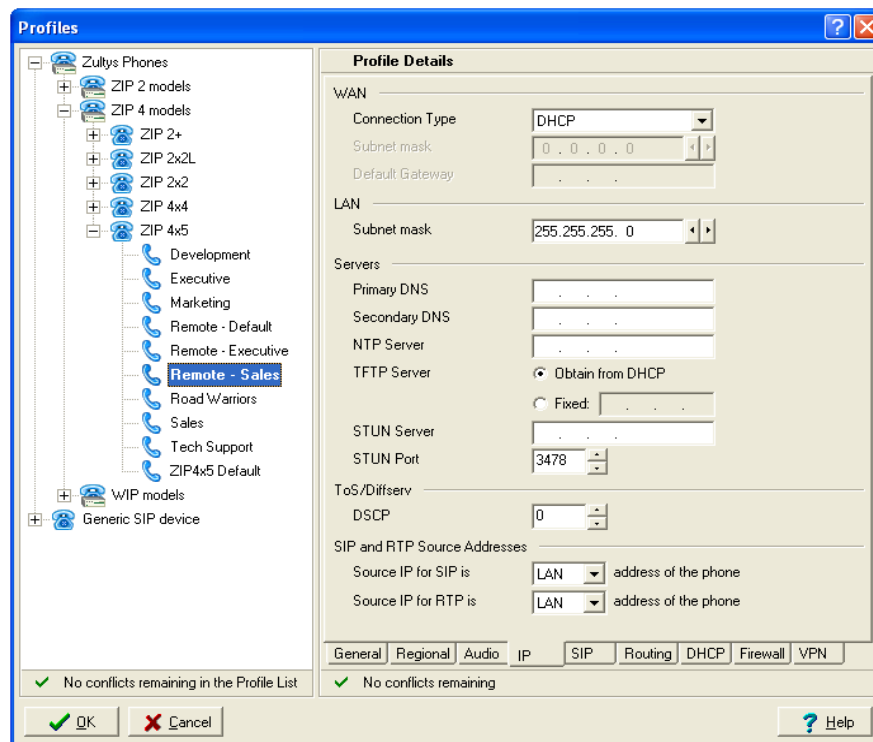 Profiles
Zultys Phones
ZIP 2 models
ZIP 4 models
ZIP 2+
ZIP 2x2L
ZIP 2x2
ZIP 4x4
ZIP 4x5
Development
Executive
Marketing
Remote - Default
Remote - Executive
Remote - Sales
Road Warriors
Sales
Tech Support
ZIP4x5 Default
WIP models
Generic SIP device
No conflicts remaining in the Profile List
Profile Details
WAN
Connection Type DHCP
Subnet mask 0 . 0 . 0 . 0
Default Gateway . . .
LAN
Subnet mask 255.255.255. 0
Servers
Primary DNS . . .
Secondary DNS . . .
NTP Server . . .
TFTP Server Obtain from DHCP
Fixed: . . .
STUN Server . . .
STUN Port 3478
ToS/Diffserv
DSCP 0
SIP and RTP Source Addresses
Source IP for SIP is LAN address of the phone
Source IP for RTP is LAN address of the phone
General Regional Audio IP SIP Routing DHCP Firewall VPN
No conflicts remaining
OK Cancel ? Help